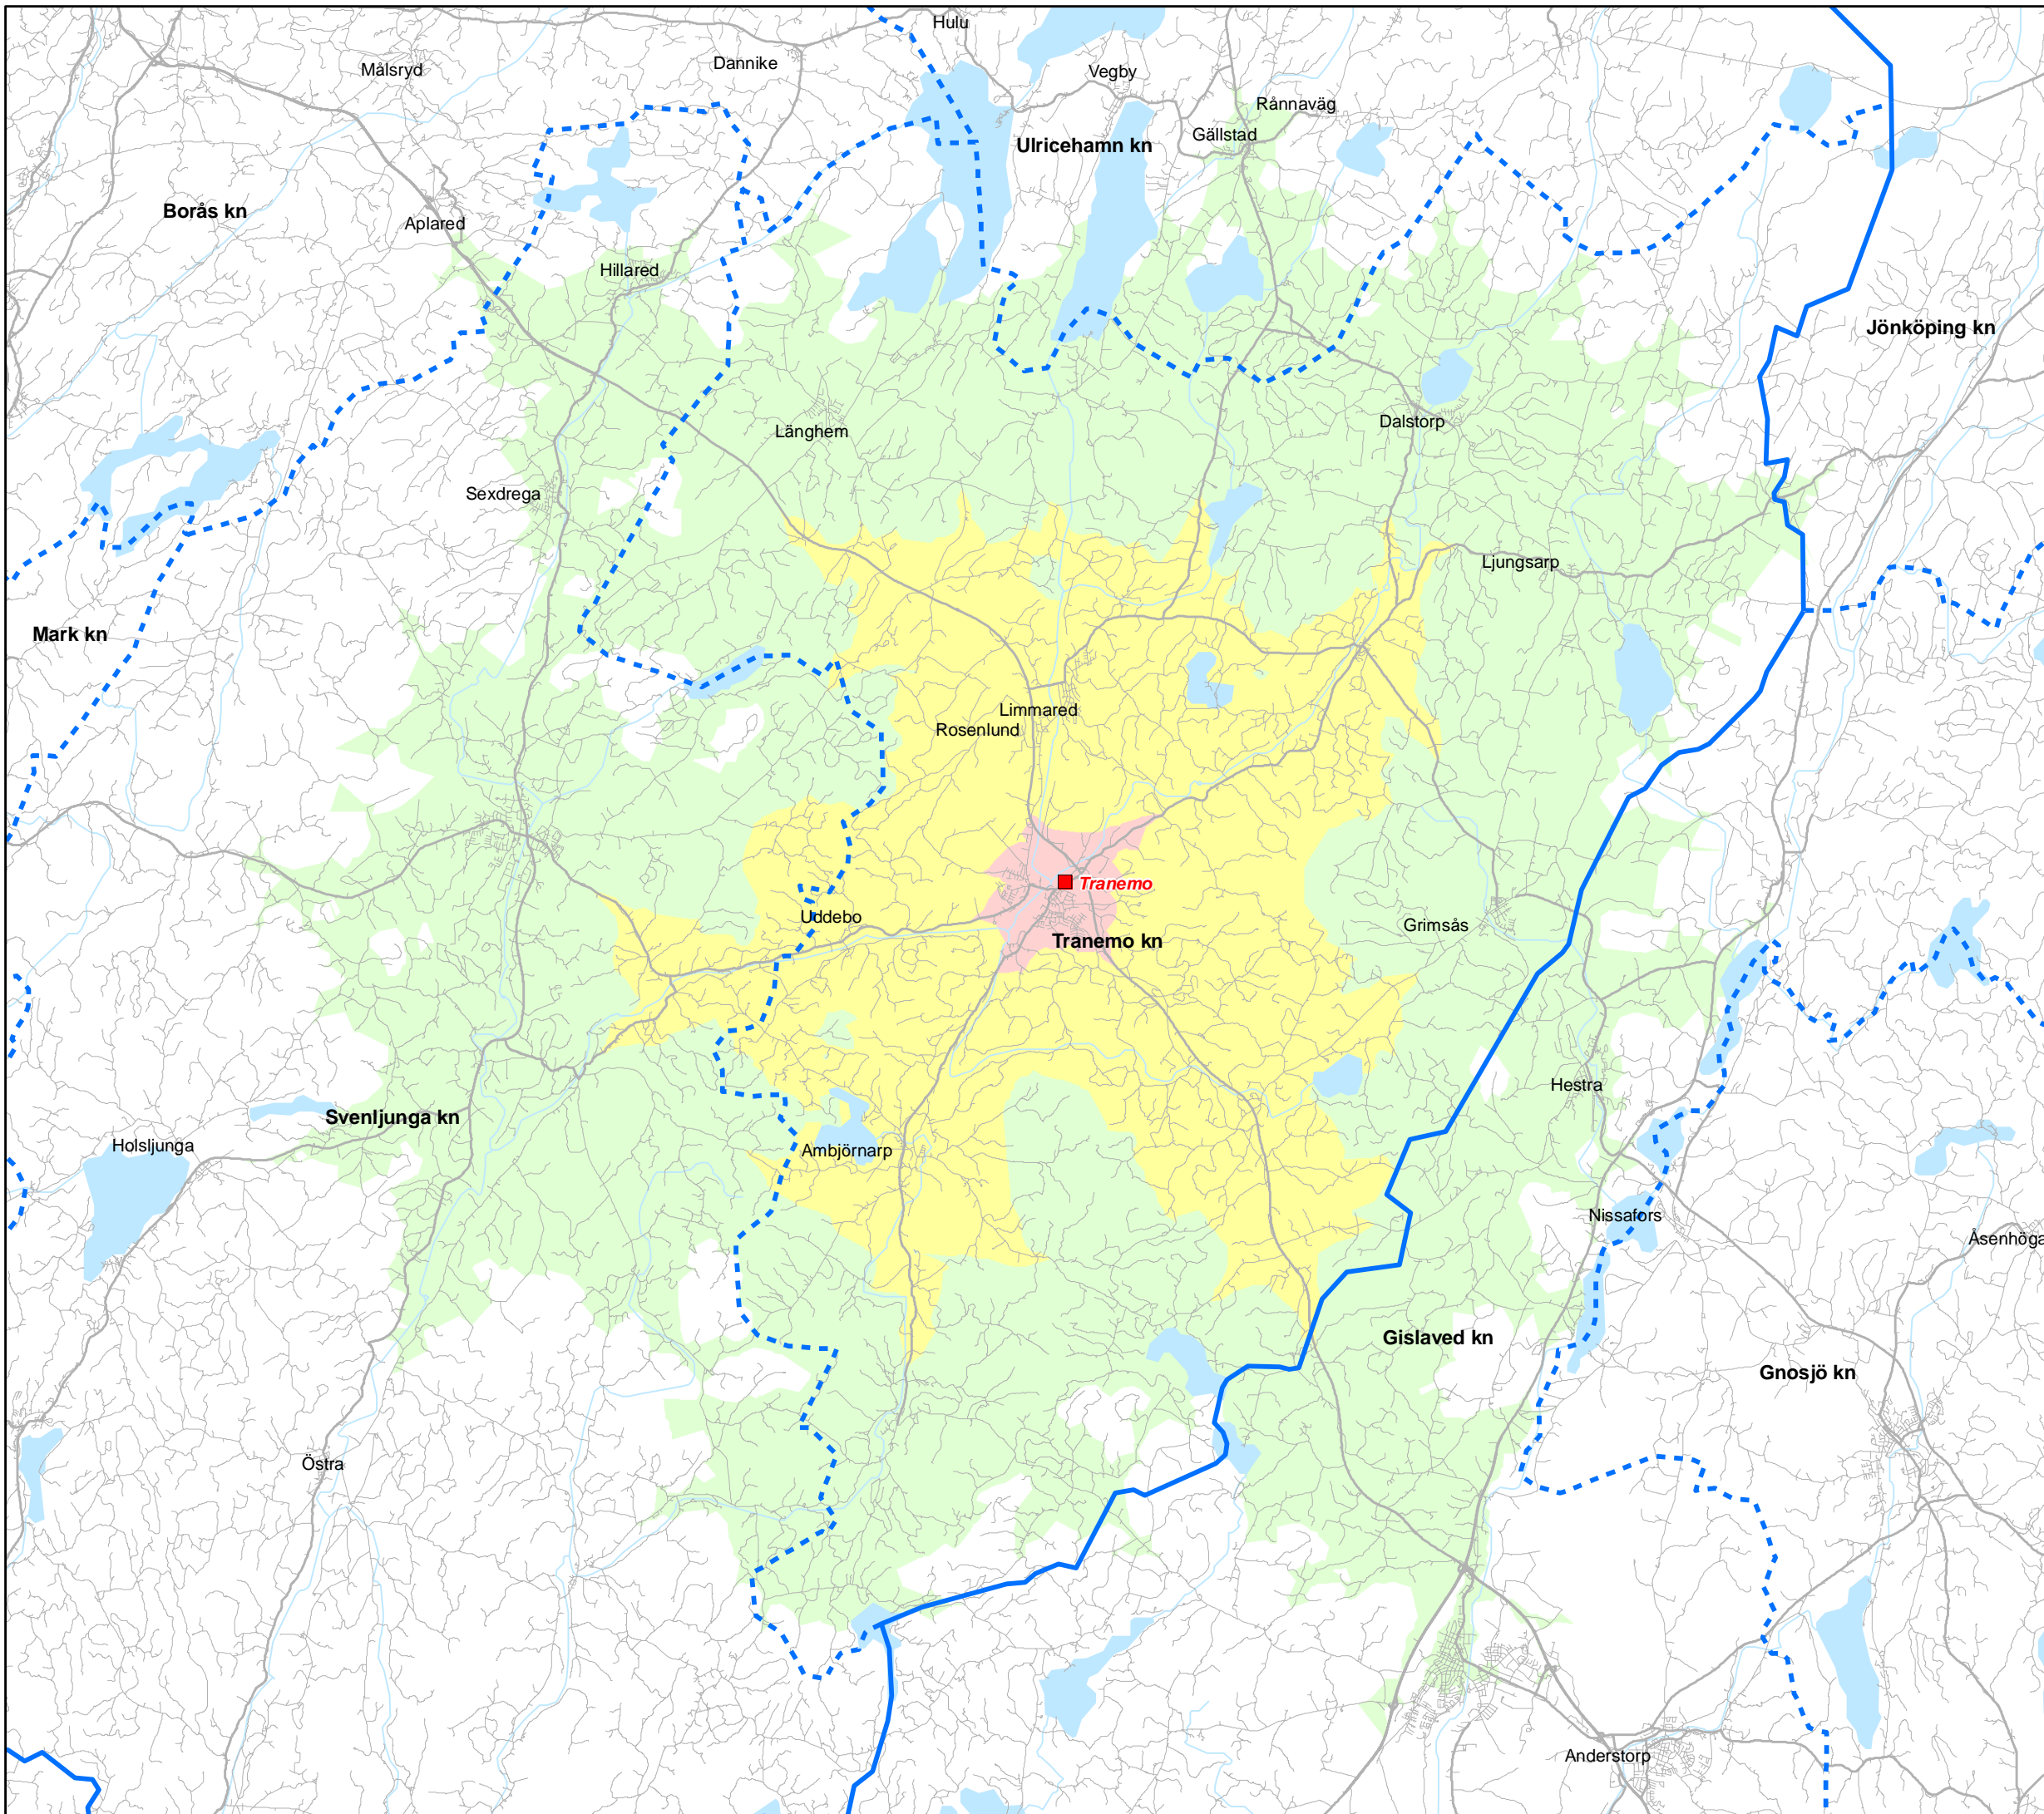 Hulu
Målsryd
Dannike
Vegby
Rånnaväg
Gällstad
Ulricehamn kn
Borås kn
Aplared
Hillared
Jönköping kn
Länghem
Dalstorp
Sexdrega
Ljungsarp
Mark kn
Limmared
Rosenlund
Tranemo
Uddebo
Grimsås
Tranemo kn
Hestra
Svenljunga kn
Holsljunga
Ambjörnarp
Nissafors
Åsenhöga
Gislaved kn
Gnosjö kn
Östra
Anderstorp